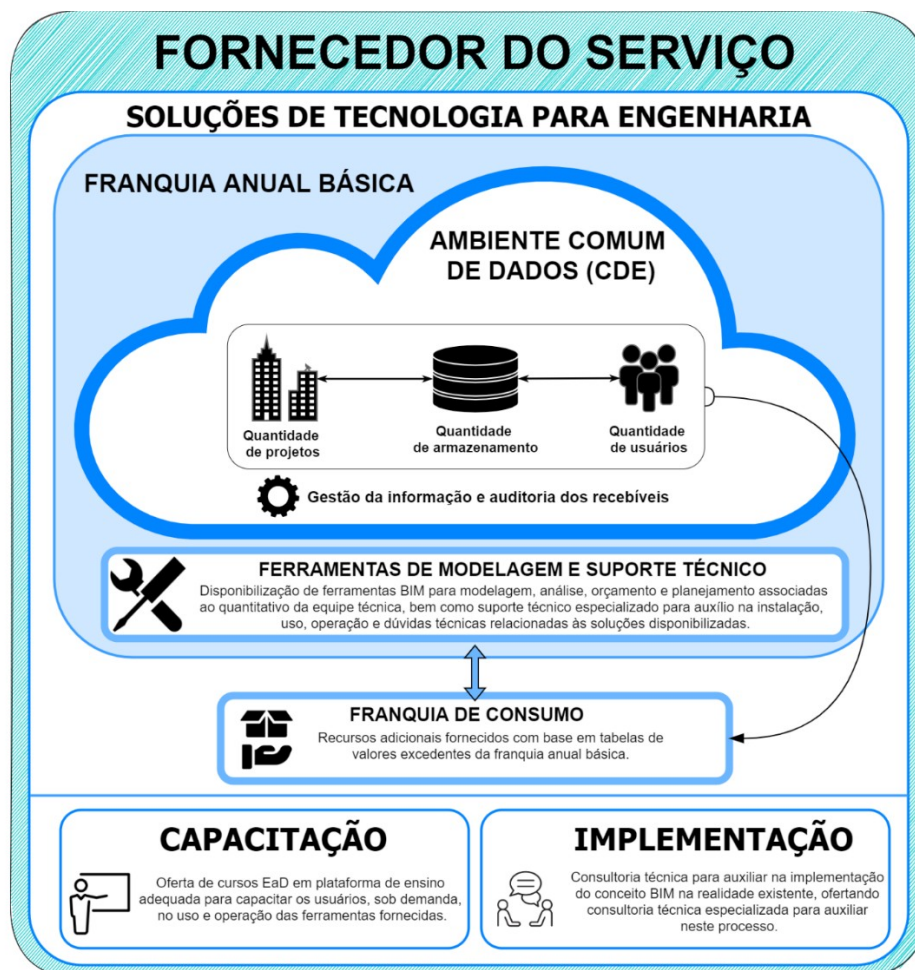 FORNECEDOR DO SERVIÇO
SOLUÇÕES DE TECNOLOGIA PARA ENGENHARIA
FRANQUIA ANUAL BÁSICA
AMBIENTE COMUM
DE DADOS (CDE)
Quantidade
de projetos
Quantidade
de armazenamento
Quantidade
de usuários
Gestão da informação e auditoria dos recebíveis
FERRAMENTAS DE MODELAGEM E SUPORTE TÉCNICO
Disponibilização de ferramentas BIM para modelagem, análise, orçamento e planejamento associadas
ao quantitativo da equipe técnica, bem como suporte técnico especializado para auxílio na instalação,
uso, operação e dúvidas técnicas relacionadas às soluções disponibilizadas.
FRANQUIA DE CONSUMO
Recursos adicionais fornecidos com base em tabelas de
valores excedentes da franquia anual básica.
CAPACITAÇÃO
Oferta de cursos EaD em plataforma de ensino
adequada para capacitar os usuários, sob demanda,
no uso e operação das ferramentas fornecidas.
IMPLEMENTAÇÃO
Consultoria técnica para auxiliar na implementação
do conceito BIM na realidade existente, ofertando
consultoria técnica especializada para auxiliar
neste processo.